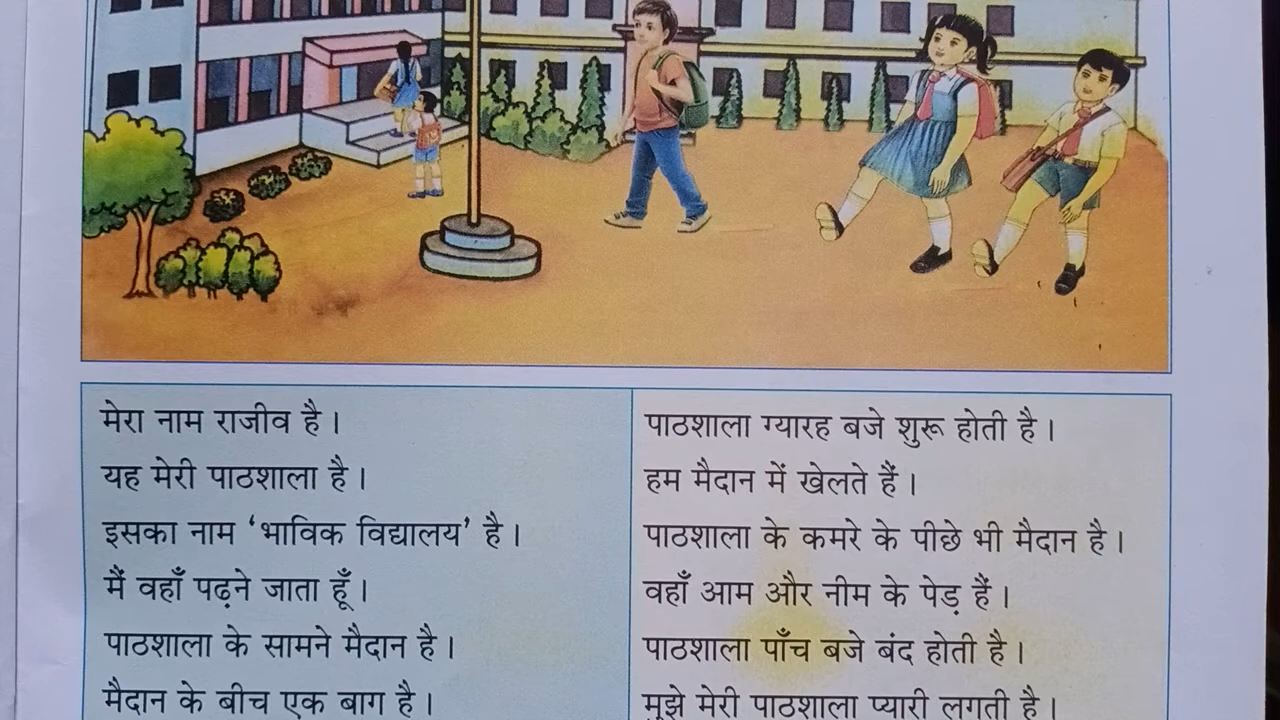 मेरा नाम राजीव है ।
यह मेरी पाठशाला है ।
इसका नाम ‘भाविक विद्यालय’ है ।
मैं वहाँ पढ़ने जाता हूँ ।
पाठशाला के सामने मैदान है ।
मैदान के बीच एक बाग है ।
पाठशाला ग्यारह बजे शुरू होती है ।
हम मैदान में खेलते हैं ।
पाठशाला के कमरे के पीछे भी मैदान है ।
वहाँ आम और नीम के पेड़ हैं ।
पाठशाला पाँच बजे बंद होती है ।
मुझे मेरी पाठशाला प्यारी लगती है ।